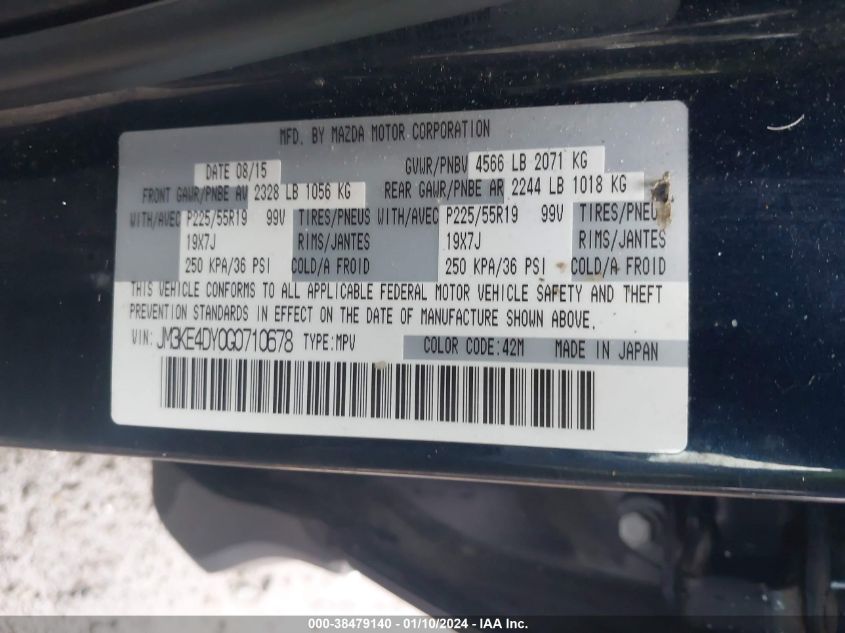 MFD. BY MAZDA MOTOR CORPORATION
DATE 08/15 GVWR/PNBV 4566 LB 2071 KG
FRONT GAWR/PNBE AV 2328 LB 1056 KG REAR GAWR/PNBE AR 2244 LB 1018 KG
WITH/AVEC P225/55R19 99V TIRES/PNEUS WITH/AVEC P225/55R19 99V TIRES/PNEU
19X7J RIMS/JANTES 19X7J RIMS/JANTES
250 KPA/36 PSI COLD/A FROID 250 KPA/36 PSI COLD/A FROID
THIS VEHICLE CONFORMS TO ALL APPLICABLE FEDERAL MOTOR VEHICLE SAFETY AND THEFT
PREVENTION STANDARDS IN EFFECT ON THE DATE OF MANUFACTURE SHOWN ABOVE.
VIN: JM3KE4DY0G0710678 TYPE:MPV COLOR CODE:42M MADE IN JAPAN
000-38479140 - 01/10/2024 - IAA Inc.